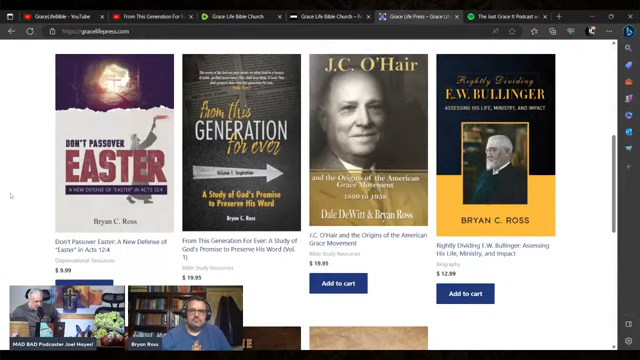 GraceLifeBible - YouTube
From This Generation For E
Grace Life Bible Church
Grace Life Bible Church - Re
Grace Life Press – Grace Lif
The Just Grace It Podcast w
https://gracelifepress.com
DON'T PASSOVER
EASTER
A NEW DEFENSE OF "EASTER" IN ACTS 12:4
Bryan C. Ross
From this
GENERATION
for ever
Volume 1: Inspiration
A Study of God's Promise
to Preserve His Word
Bryan C. Ross
J.C. O'HAIR
and the Origins of the American
Grace Movement
1899 to 1958
Dale DeWitt & Bryan Ross
Rightly Dividing
E.W. BULLINGER
ASSESSING HIS LIFE, MINISTRY, AND IMPACT
BRYAN C. ROSS
Don't Passover Easter: A New Defense of
"Easter" in Acts 12:4
Dispensational Resources
$ 9.99
From This Generation For Ever: A Study of
God's Promise to Preserve His Word (Vol.
1)
Bible Study Resources
$ 19.95
J.C. O'Hair and the Origins of the American
Grace Movement
Bible Study Resources
$ 19.95
Add to cart
Rightly Dividing E.W. Bullinger: Assessing
His Life, Ministry, and Impact
Biography
$ 12.99
Add to cart
MAD BAD Podcaster Joel Hayes!
Bryan Ross